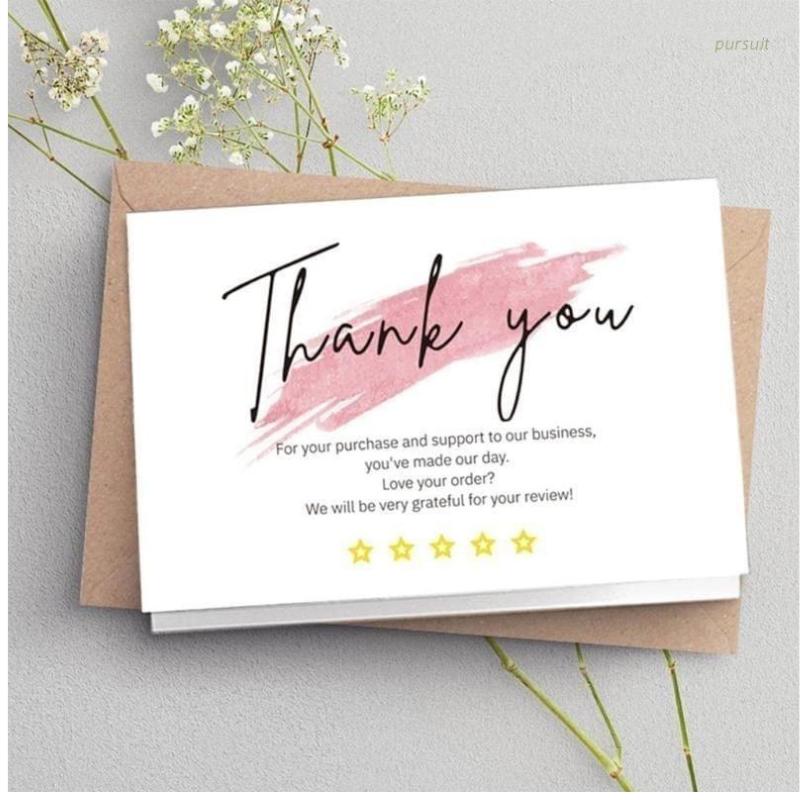 pursuit
Thank you
For your purchase and support to our business,
you've made our day.
Love your order?
We will be very grateful for your review!